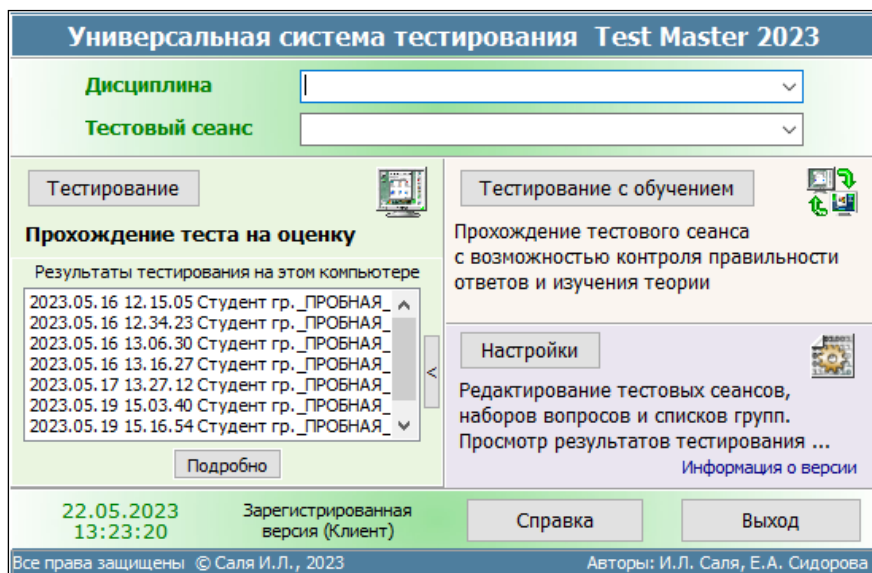 Универсальная система тестирования Test Master 2023
Дисциплина
Тестовый сеанс
Тестирование
Прохождение теста на оценку
Результаты тестирования на этом компьютере
2023.05.16 12.15.05 Студент гр._ПРОБНАЯ_
2023.05.16 12.34.23 Студент гр._ПРОБНАЯ_
2023.05.16 13.06.30 Студент гр._ПРОБНАЯ_
2023.05.16 13.16.27 Студент гр._ПРОБНАЯ_
2023.05.17 13.27.12 Студент гр._ПРОБНАЯ_
2023.05.19 15.03.40 Студент гр._ПРОБНАЯ_
2023.05.19 15.16.54 Студент гр._ПРОБНАЯ_
<
Подробно
Тестирование с обучением
Прохождение тестового сеанса
с возможностью контроля правильности
ответов и изучения теории
Настройки
Редактирование тестовых сеансов,
наборов вопросов и списков групп.
Просмотр результатов тестирования ...
Информация о версии
22.05.2023
13:23:20
Зарегистрированная
версия (Клиент)
Справка
Выход
Все права защищены © Саля И.Л., 2023
Авторы: И.Л. Саля, Е.А. Сидорова